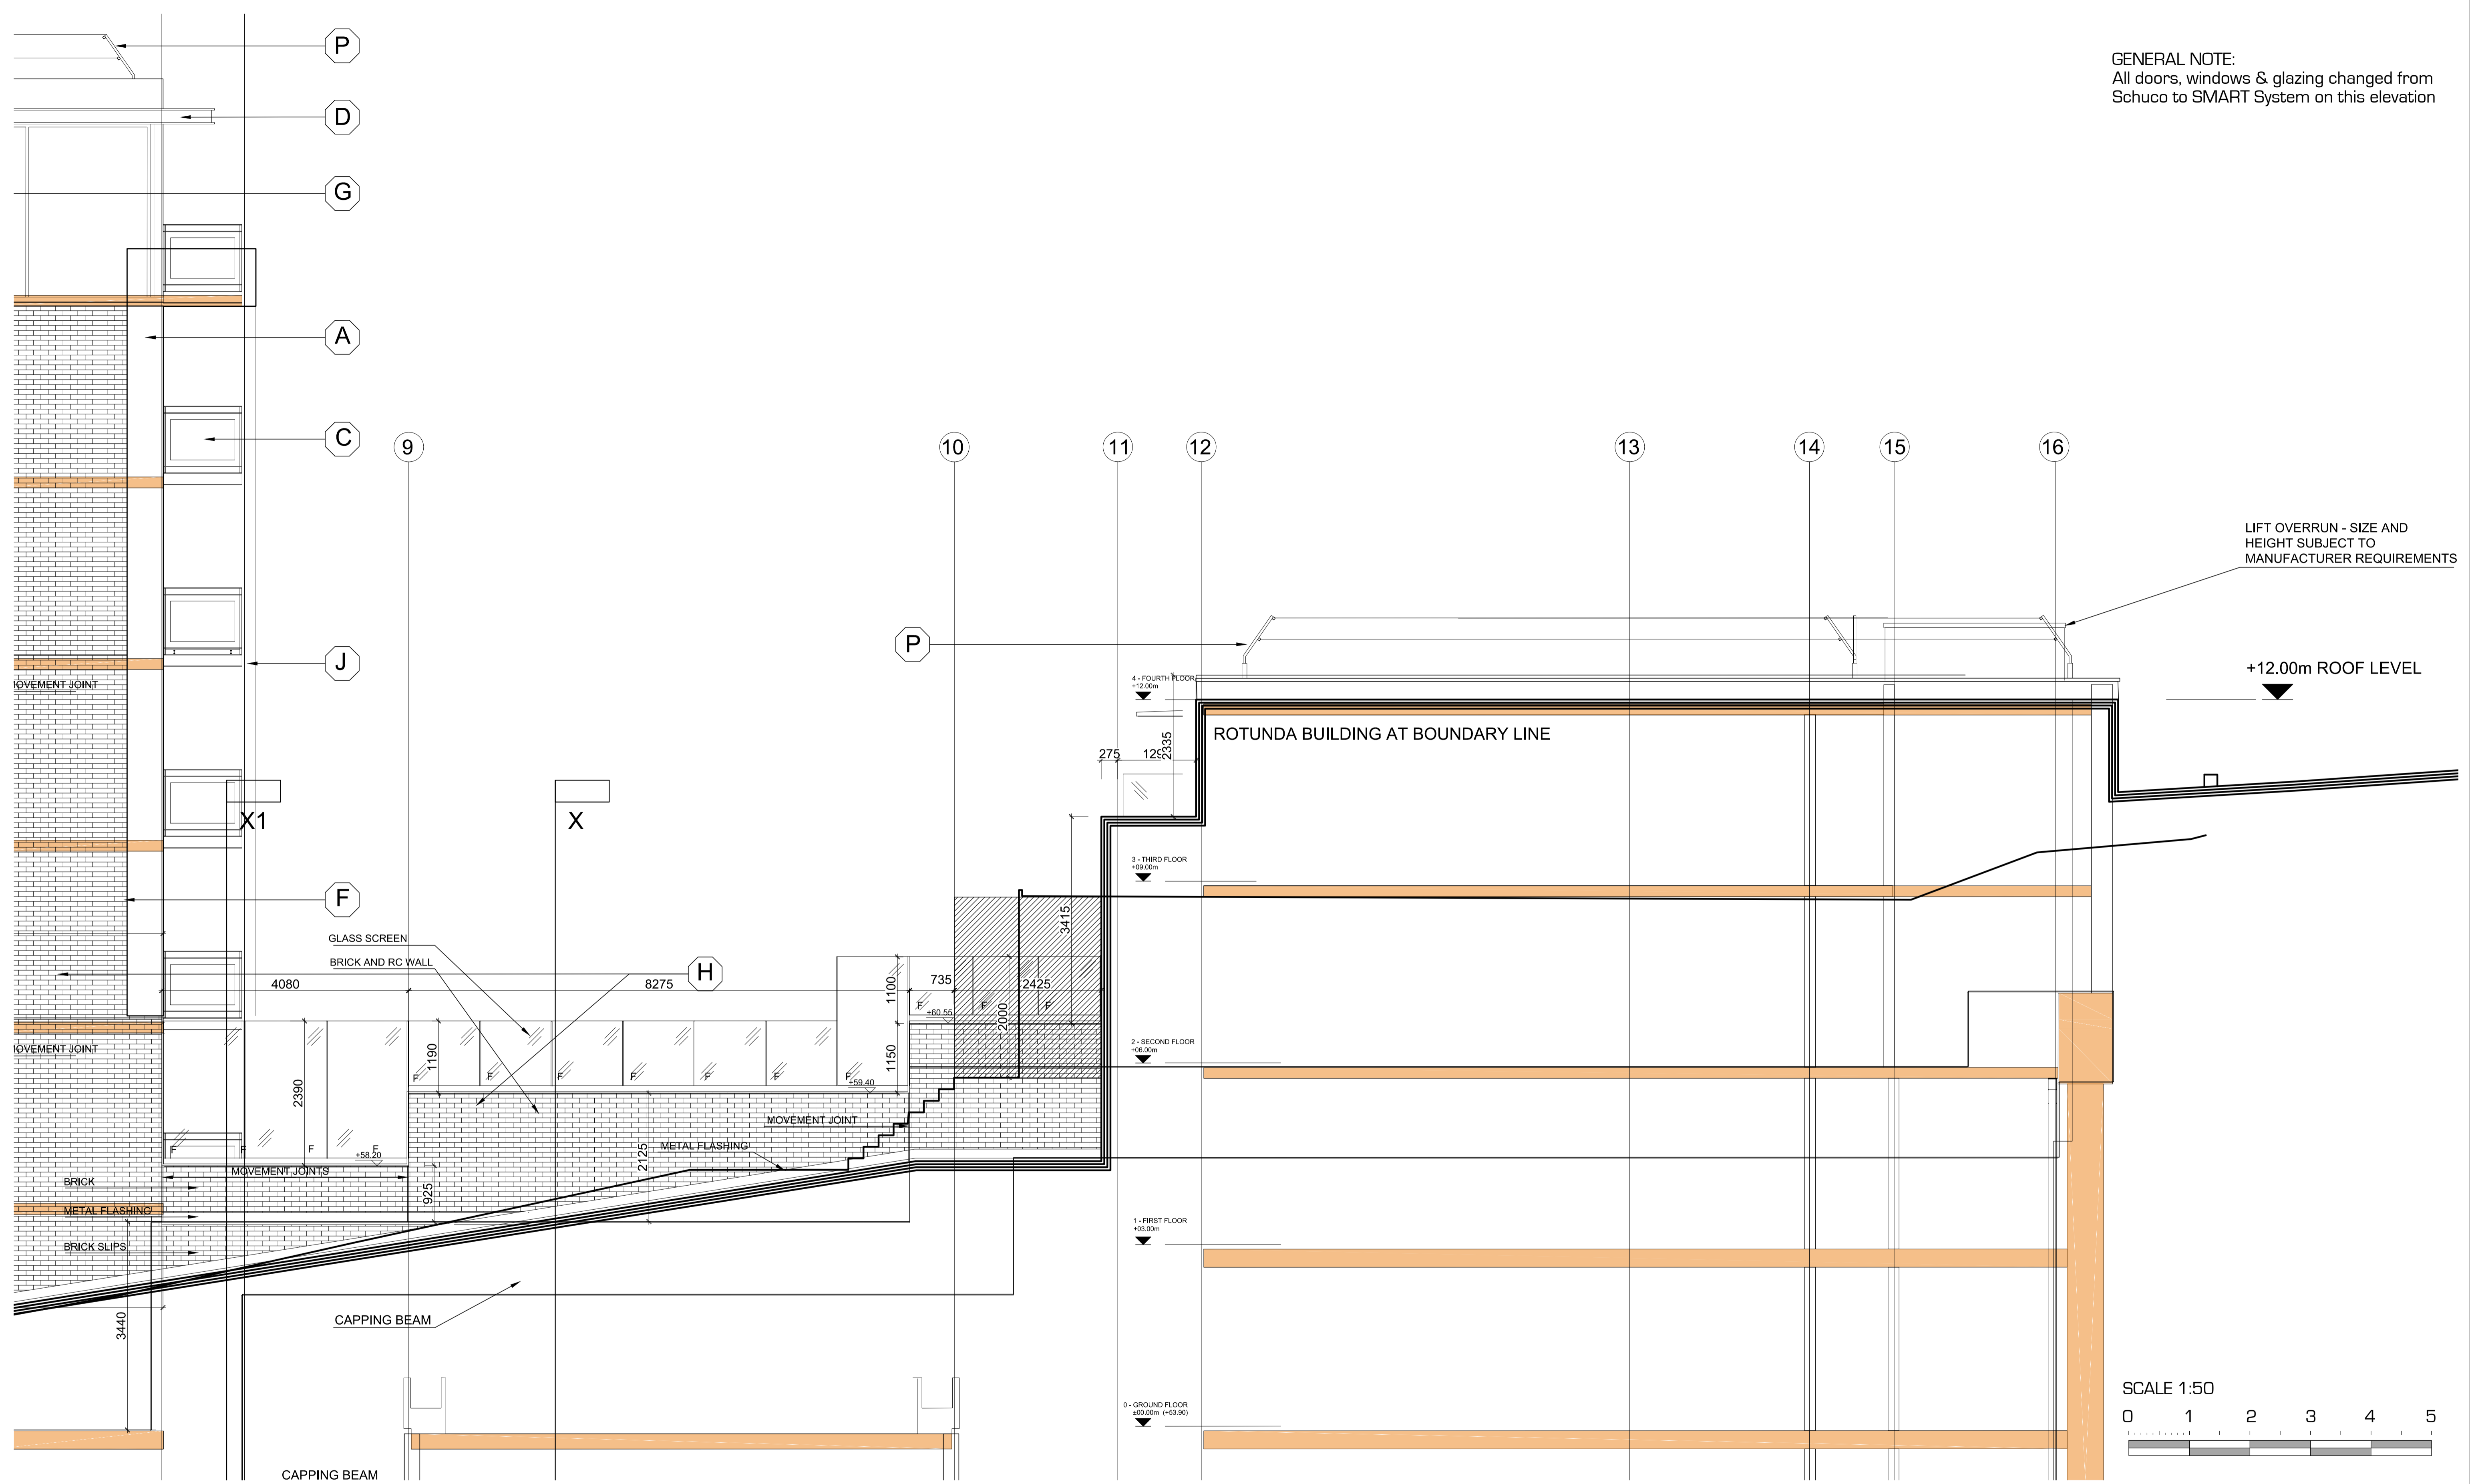 P
GENERAL NOTE:
All doors, windows & glazing changed from
Schuco to SMART System on this elevation
D
G
A
C
9
10
11
12
13
14
15
16
LIFT OVERRUN - SIZE AND
HEIGHT SUBJECT TO
MANUFACTURER REQUIREMENTS
P
J
+12.00m ROOF LEVEL
4 - FOURTH FLOOR
+12.00m
MOVEMENT JOINT
ROTUNDA BUILDING AT BOUNDARY LINE
275
2335
X1
X
3 - THIRD FLOOR
+09.00m
F
3415
GLASS SCREEN
BRICK AND RC WALL
H
4080
8275
1100
735
2425
F
F
F
+60.55
2000
2 - SECOND FLOOR
+06.00m
MOVEMENT JOINT
1190
1150
2390
F
F
F
F
F
F
F
+59.40
MOVEMENT JOINT
METAL FLASHING
2125
F
F
F
F
+58.20
MOVEMENT JOINTS
BRICK
925
METAL FLASHING
1 - FIRST FLOOR
+03.00m
BRICK SLIPS
3440
CAPPING BEAM
SCALE 1:50
0 1 2 3 4 5
0 - GROUND FLOOR
±00.00m (+53.90)
CAPPING BEAM